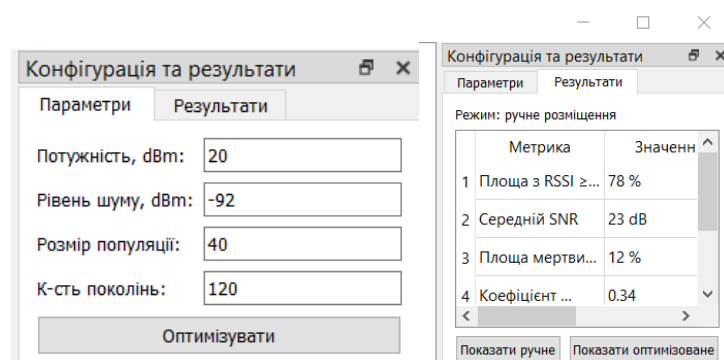 Конфігурація та результати
Параметри Результати
Потужність, dBm: 20
Рівень шуму, dBm: -92
Розмір популяції: 40
К-сть поколінь: 120
Оптимізувати
Конфігурація та результати
Параметри Результати
Режим: ручне розміщення
Метрика Значенн
1 Площа з RSSI ≥... 78 %
2 Середній SNR 23 dB
3 Площа мертви... 12 %
4 Коефіцієнт ... 0.34
Показати ручне Показати оптимізоване